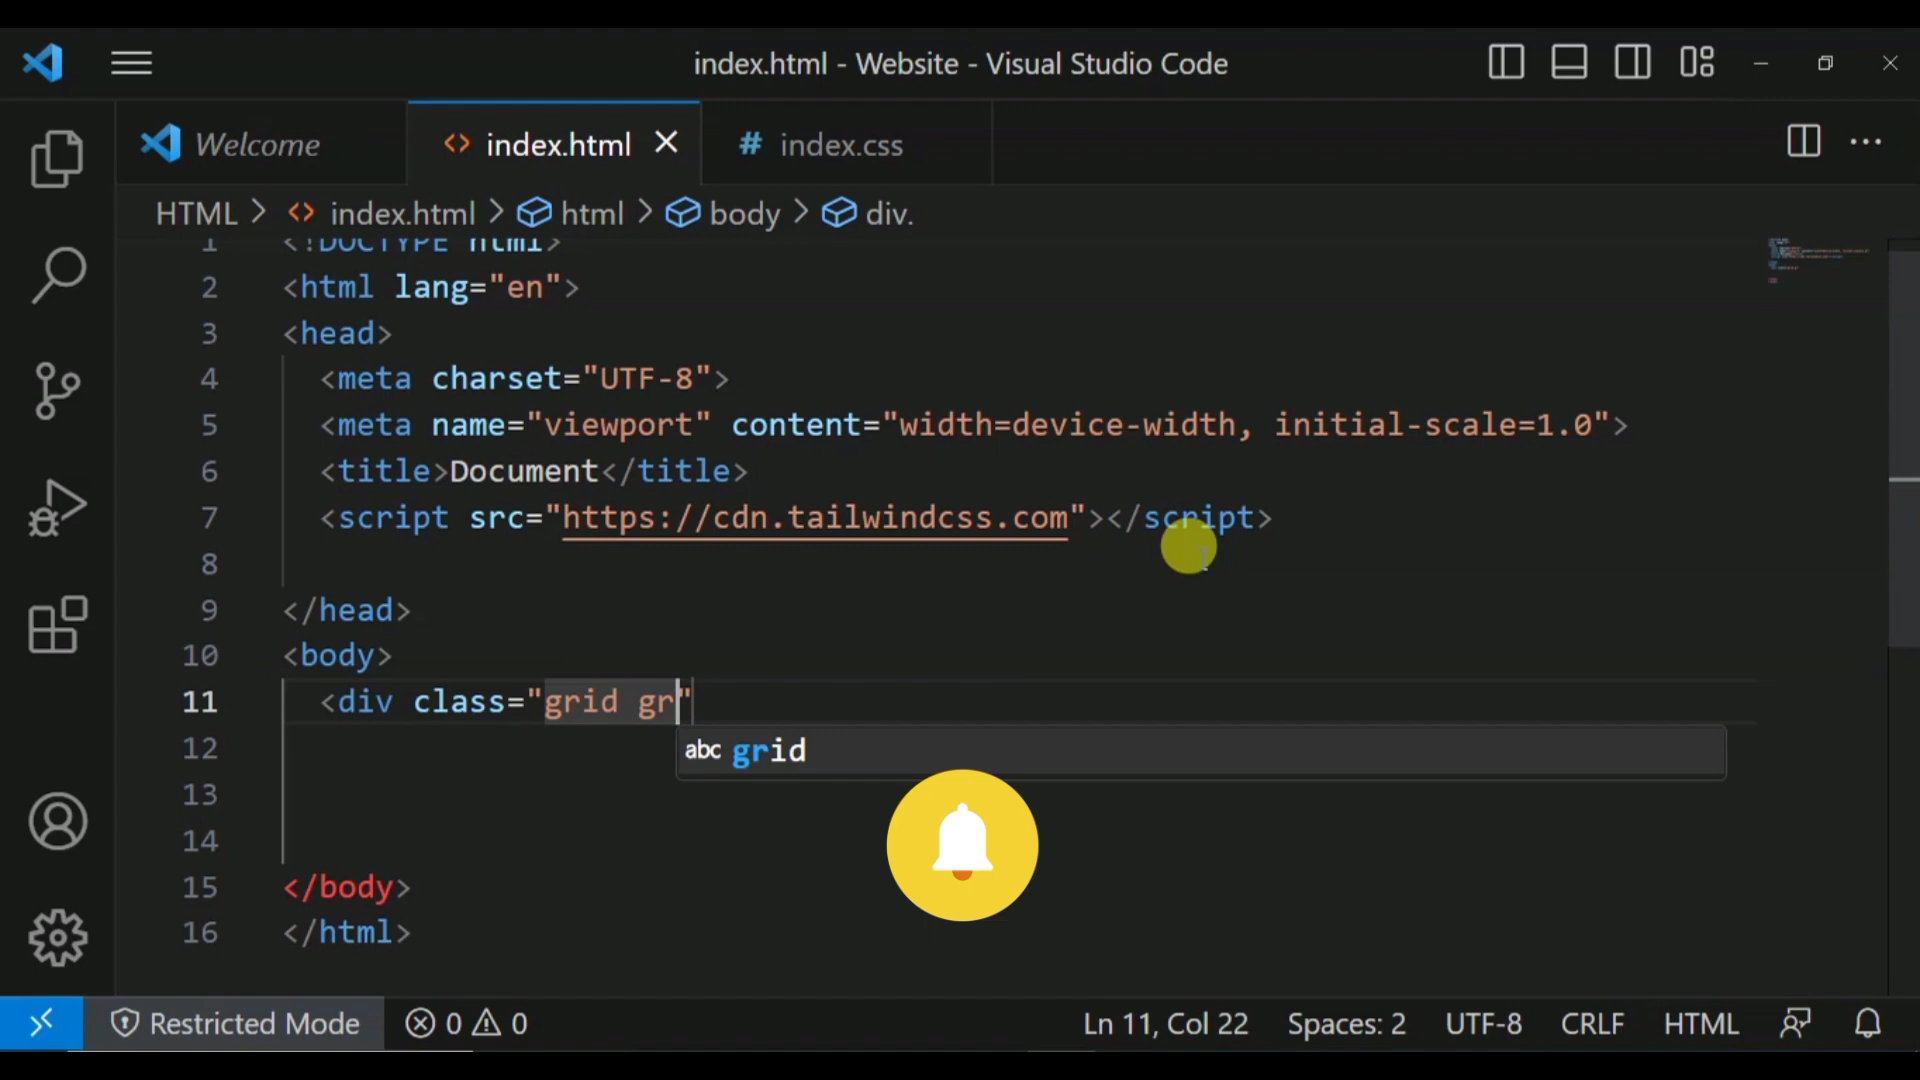 index.html - Website - Visual Studio Code
Welcome
index.html
# index.css
HTML > <> index.html > html > body > div.
1 <!DOCTYPE html>
2 <html lang="en">
3 <head>
4 <meta charset="UTF-8">
5 <meta name="viewport" content="width=device-width, initial-scale=1.0">
6 <title>Document</title>
7 <script src="https://cdn.tailwindcss.com"></script>
8
9 </head>
10 <body>
11 <div class="grid gr"
12
abc grid
13
14
15 </body>
16 </html>
Restricted Mode
0
0
Ln 11, Col 22
Spaces: 2
UTF-8
CRLF
HTML